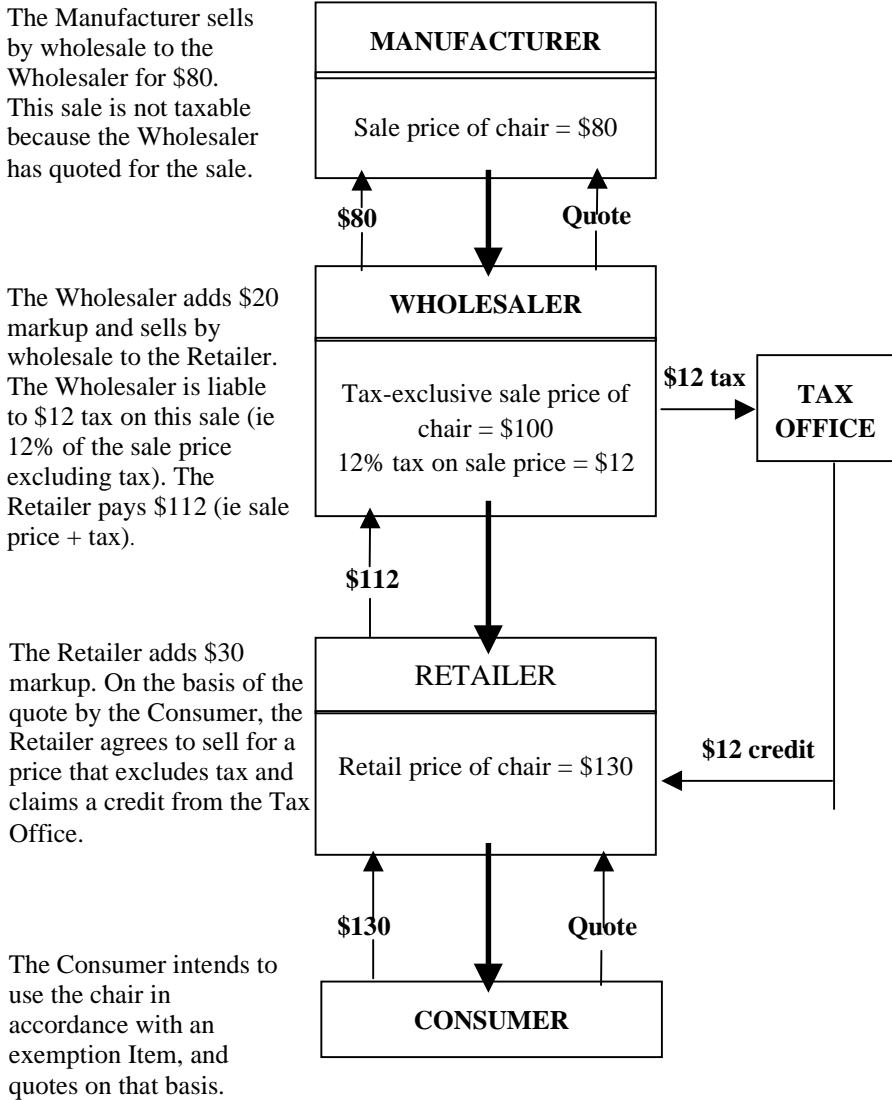 The Manufacturer sells
by wholesale to the
Wholesaler for $80.
This sale is not taxable
because the Wholesaler
has quoted for the sale.
MANUFACTURER
Sale price of chair = $80
$80
Quote
The Wholesaler adds $20
markup and sells by
wholesale to the Retailer.
The Wholesaler is liable
to $12 tax on this sale (ie
12% of the sale price
excluding tax). The
Retailer pays $112 (ie sale
price + tax).
WHOLESALER
Tax-exclusive sale price of
chair = $100
12% tax on sale price = $12
$12 tax
TAX
OFFICE
$112
The Retailer adds $30
markup. On the basis of the
quote by the Consumer, the
Retailer agrees to sell for a
price that excludes tax and
claims a credit from the Tax
Office.
RETAILER
Retail price of chair = $130
$12 credit
$130
Quote
The Consumer intends to
use the chair in
accordance with an
exemption Item, and
quotes on that basis.
CONSUMER